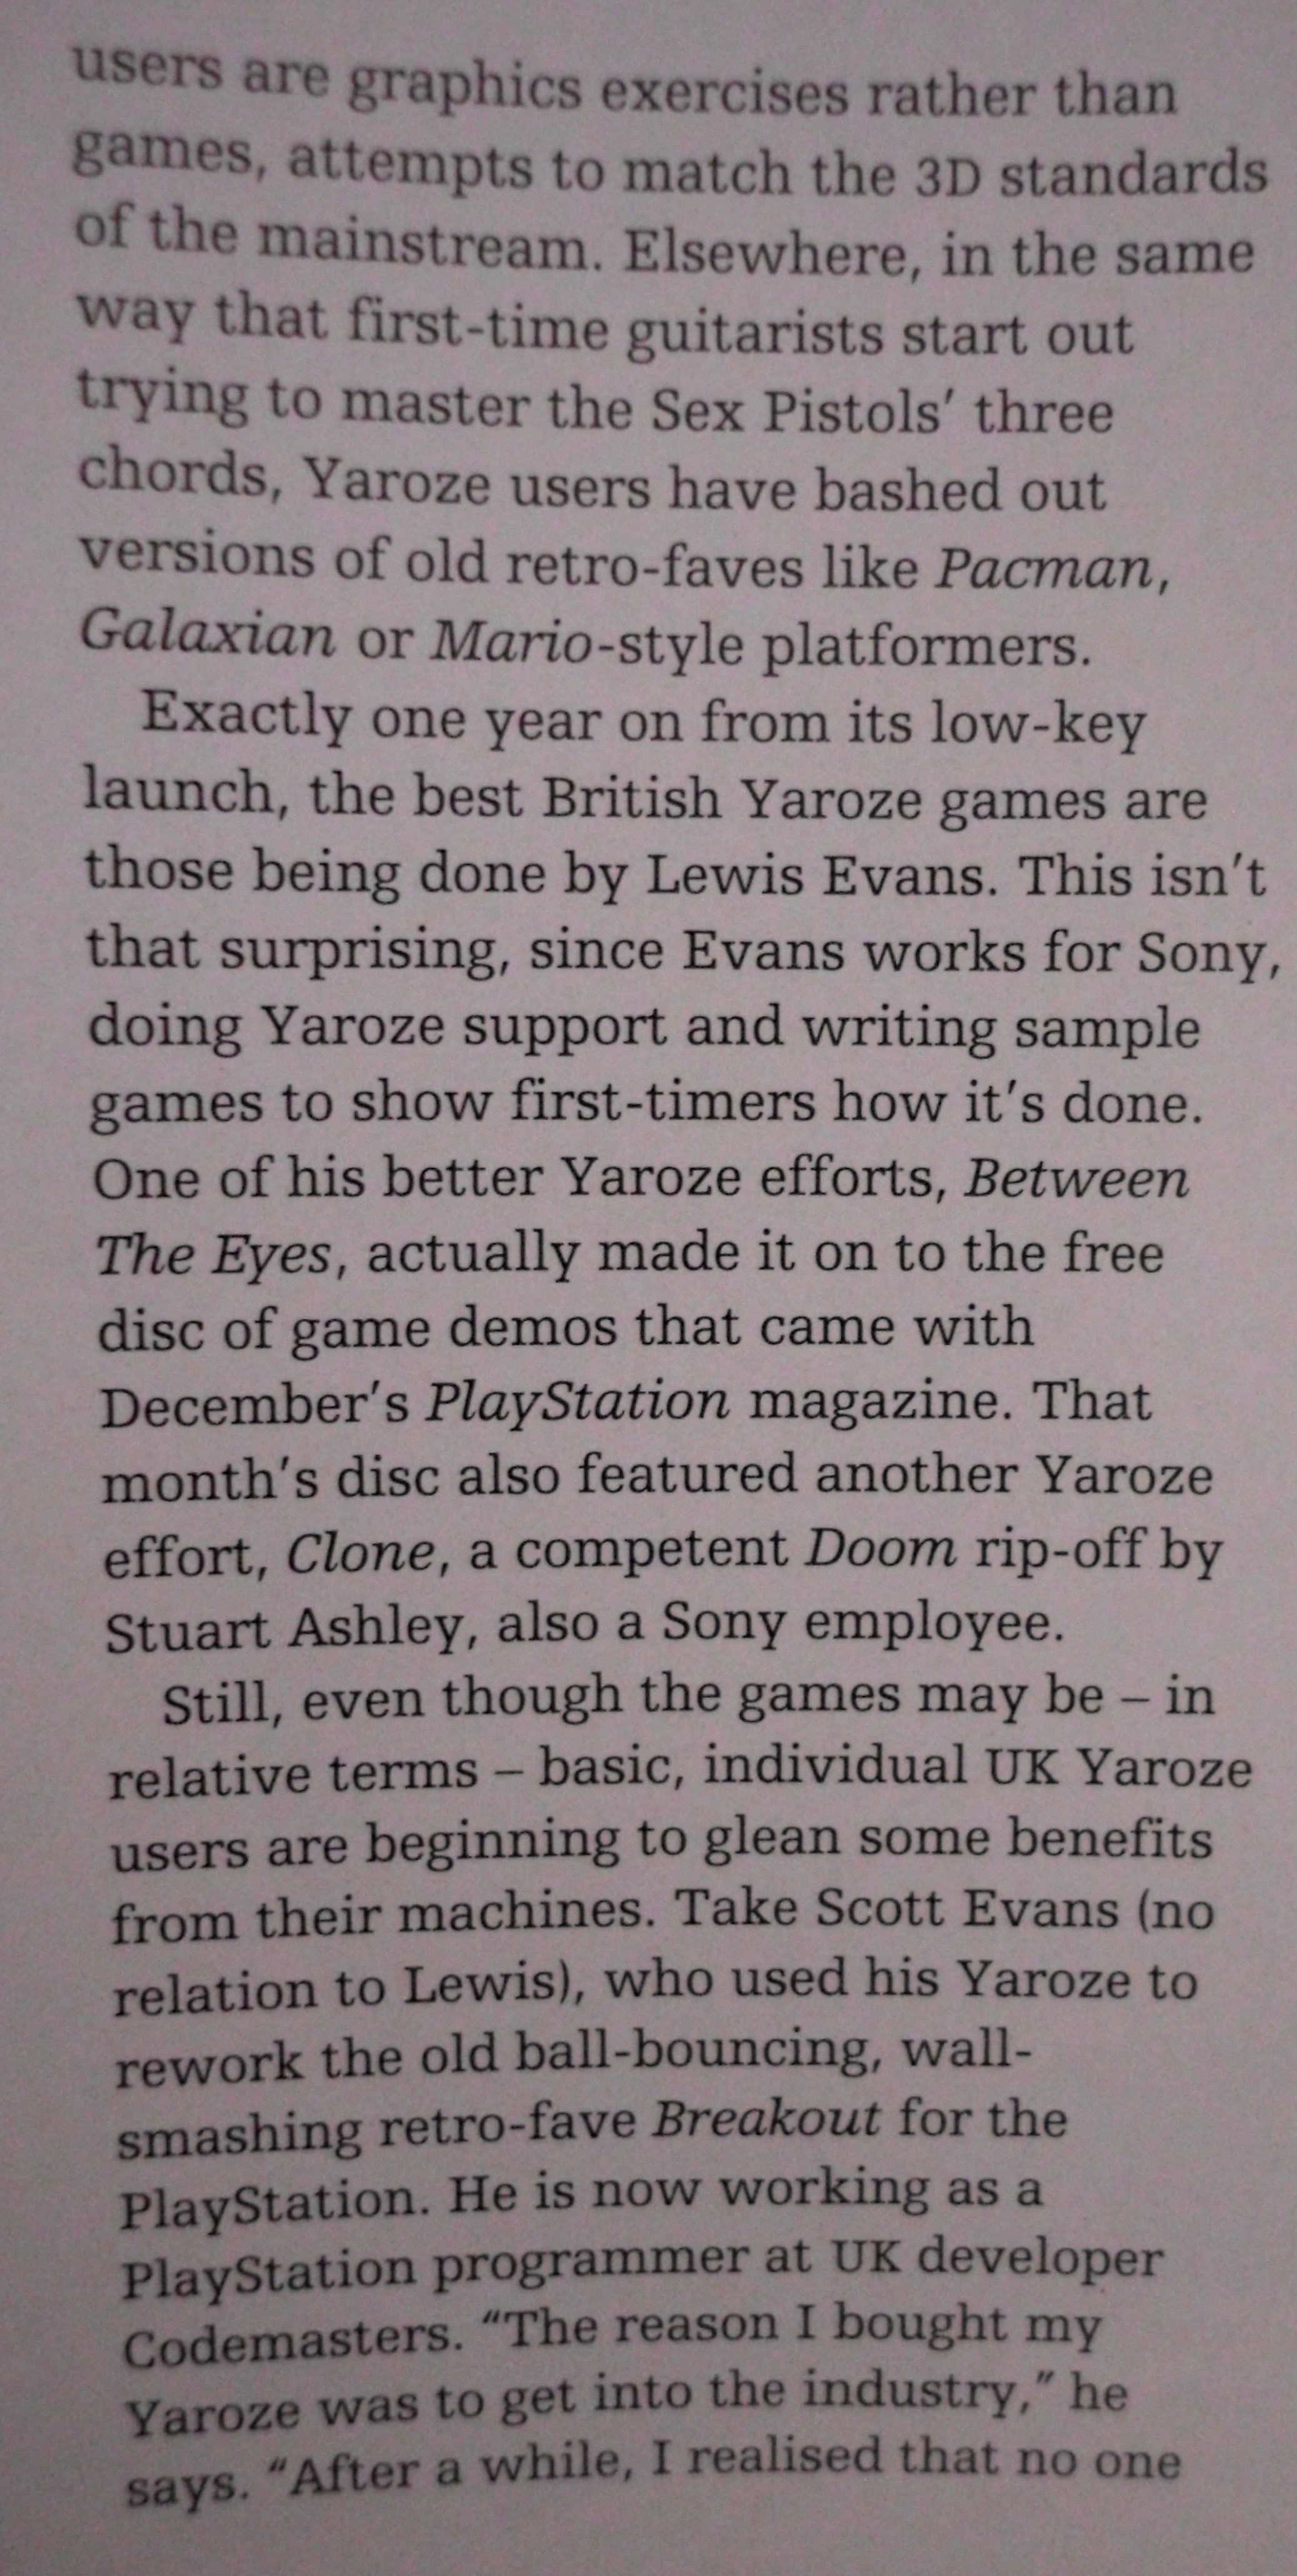 users are graphics exercises rather than
games, attempts to match the 3D standards
of the mainstream. Elsewhere, in the same
way that first-time guitarists start out
trying to master the Sex Pistols' three
chords, Yaroze users have bashed out
versions of old retro-faves like Pacman,
Galaxian or Mario-style platformers.
Exactly one year on from its low-key
launch, the best British Yaroze games are
those being done by Lewis Evans. This isn't
that surprising, since Evans works for Sony,
doing Yaroze support and writing sample
games to show first-timers how it's done.
One of his better Yaroze efforts, Between
The Eyes, actually made it on to the free
disc of game demos that came with
December's PlayStation magazine. That
month's disc also featured another Yaroze
effort, Clone, a competent Doom rip-off by
Stuart Ashley, also a Sony employee.
Still, even though the games may be – in
relative terms – basic, individual UK Yaroze
users are beginning to glean some benefits
from their machines. Take Scott Evans (no
relation to Lewis), who used his Yaroze to
rework the old ball-bouncing, wall-
smashing retro-fave Breakout for the
PlayStation. He is now working as a
PlayStation programmer at UK developer
Codemasters. “The reason I bought my
Yaroze was to get into the industry,” he
says. “After a while, I realised that no one